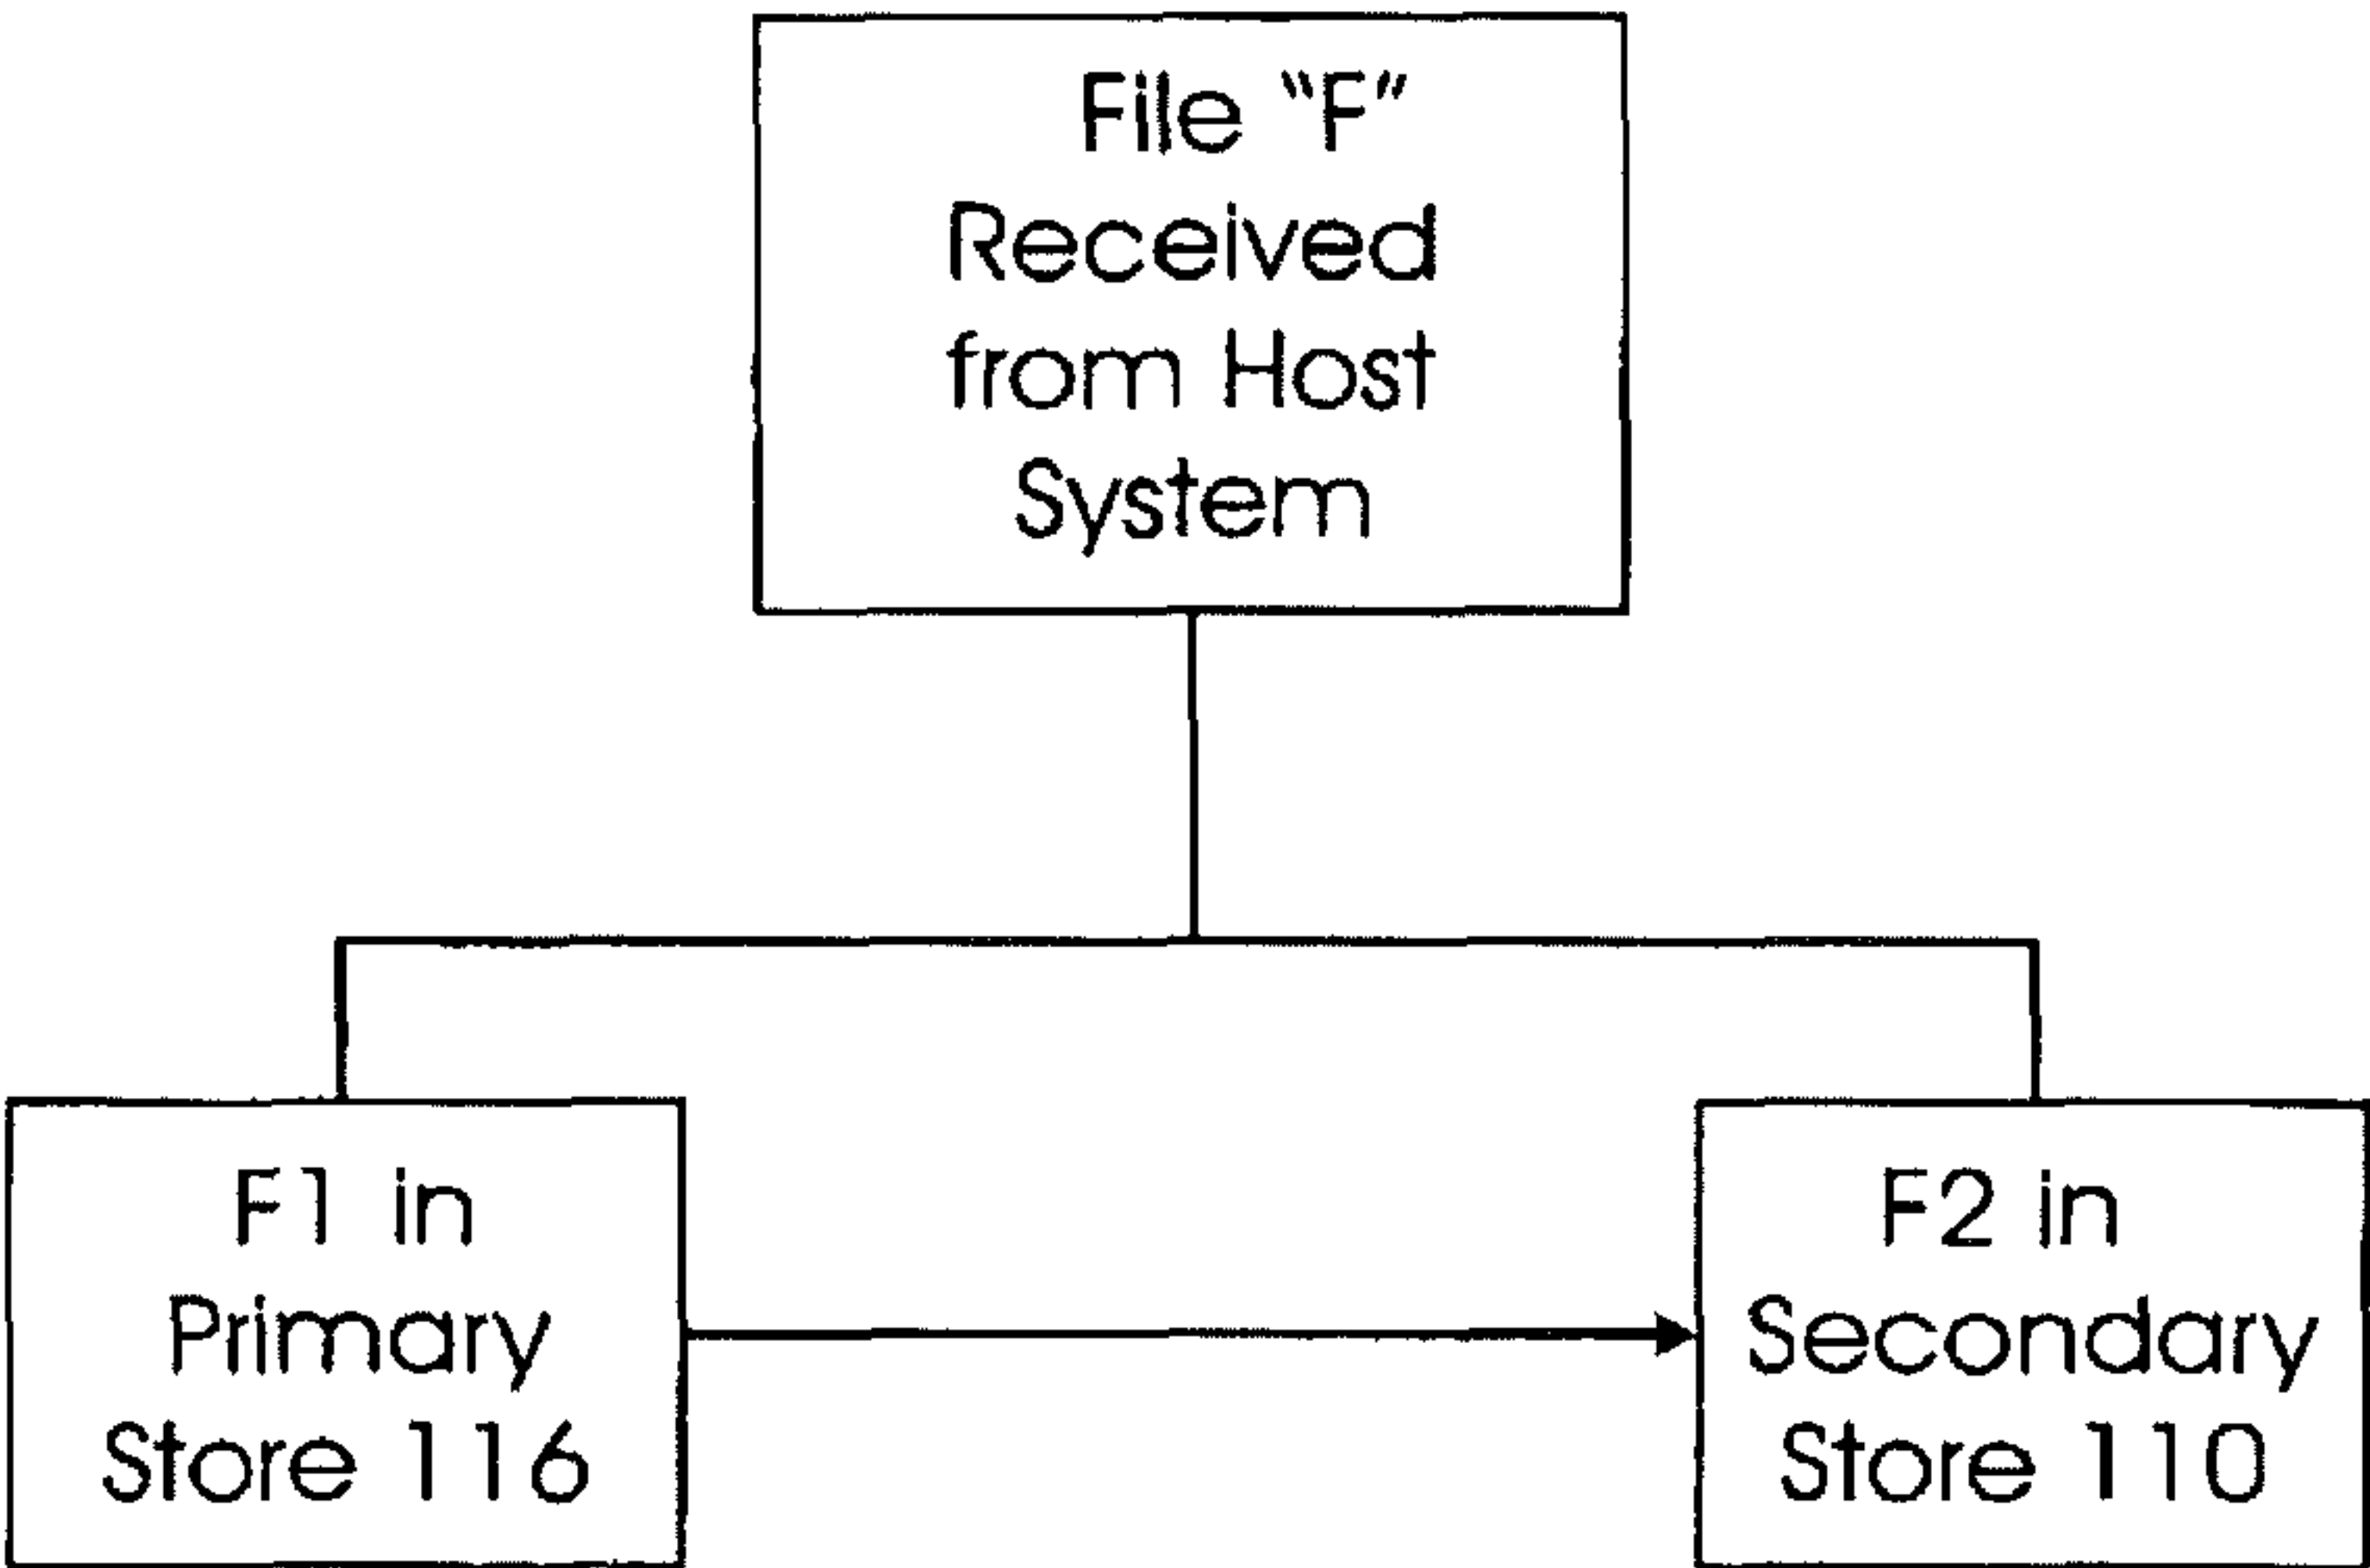 File “F”
Received
from Host
System
F1 in
Primary
Store 116
F2 in
Secondary
Store 110